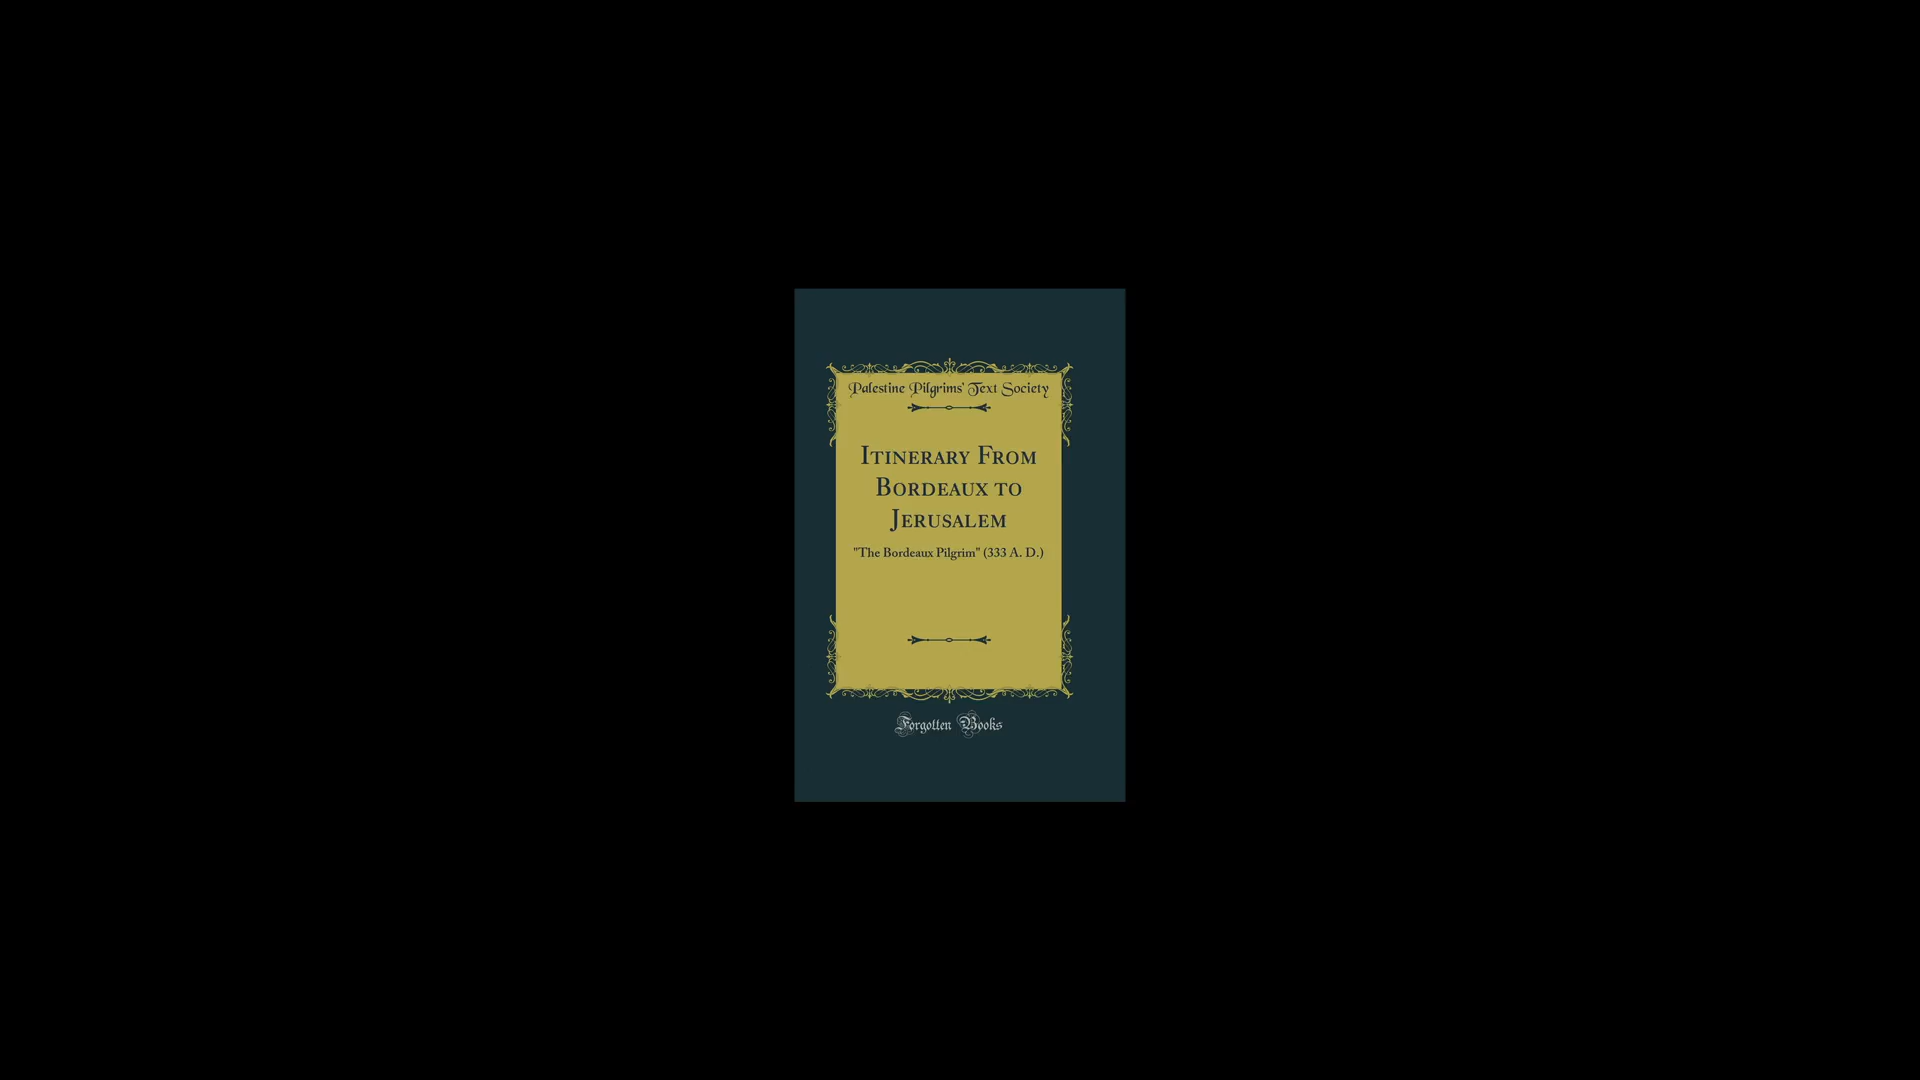 Palestine Pilgrims' Text Society
Itinerary From
Bordeaux to
Jerusalem
"The Bordeaux Pilgrim" (333 A. D.)
Forgotten Books